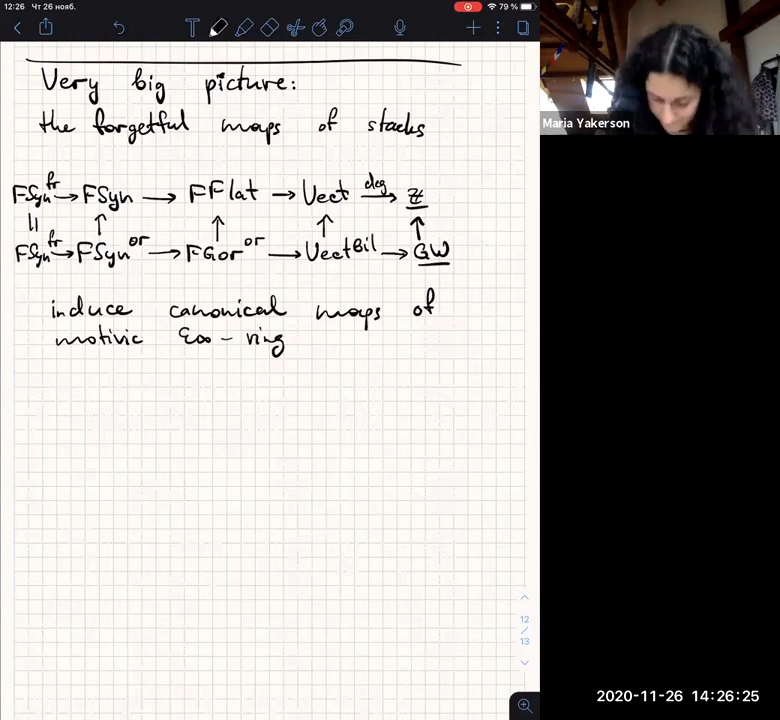 12:26 Чт 26 нояб. 79 %
Very big picture:
the forgetful maps of stacks
FSyn^fr → FSyn → FFlat → Vect deg→ ℤ
FSyn^fr → FSyn^or → FGor^or → VectBil → GW
induce canonical maps of
motivic E∞ - ring
Maria Yakerson
12
/
13
2020-11-26 14:26:25